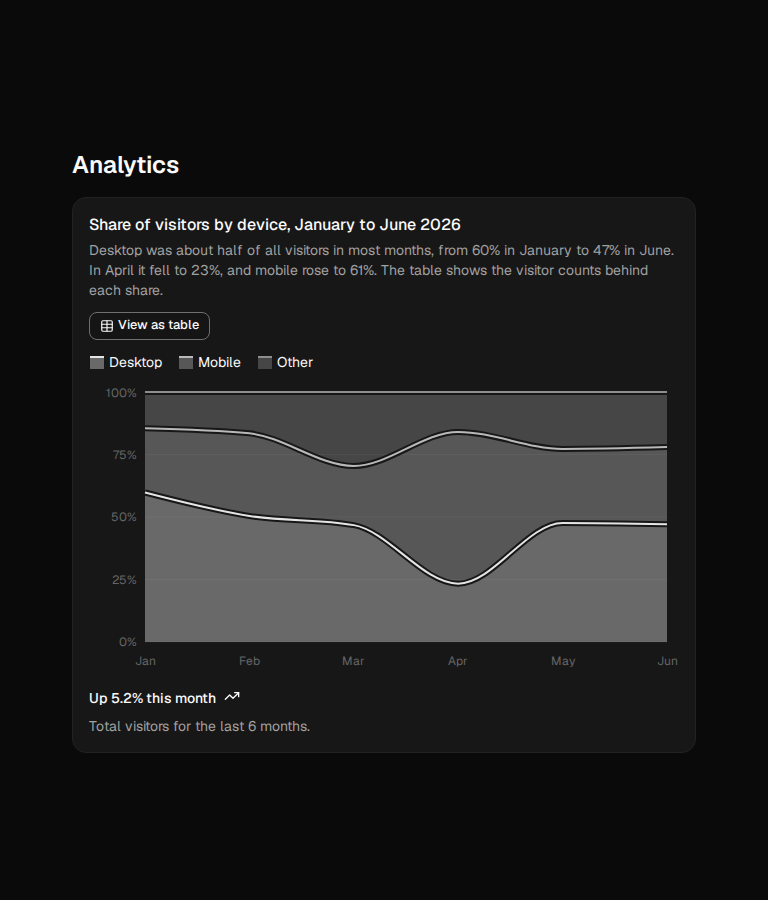 Analytics
Share of visitors by device, January to June 2026
Desktop was about half of all visitors in most months, from 60% in January to 47% in June.
In April it fell to 23%, and mobile rose to 61%. The table shows the visitor counts behind
each share.
View as table
Desktop Mobile Other
100%
75%
50%
25%
0%
Jan Feb Mar Apr May Jun
Up 5.2% this month
Total visitors for the last 6 months.